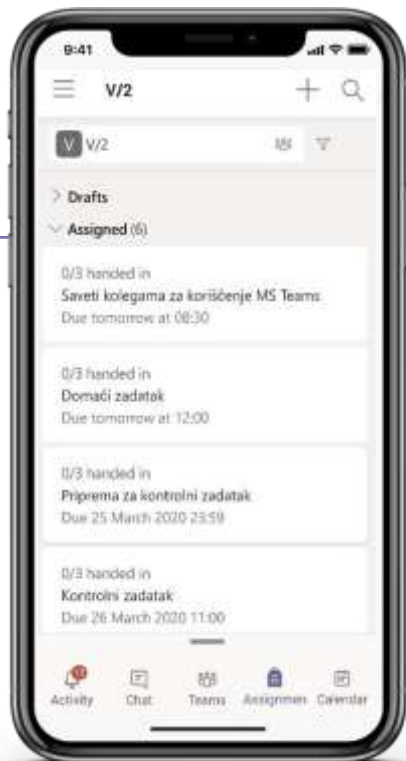 9:41
V/2
V V/2
Drafts
Assigned (6)
0/3 handed in
Saveti kolegama za korišćenje MS Teams
Due tomorrow at 08:30
0/3 handed in
Domaći zadatak
Due tomorrow at 12:00
0/3 handed in
Priprema za kontrolni zadatak
Due 25 March 2020 23:59
0/3 handed in
Kontrolni zadatak
Due 26 March 2020 11:00
Activity Chat Teams Assignmen Calendar